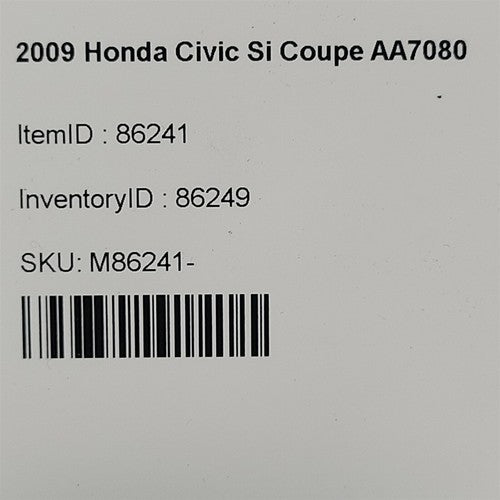 2009 Honda Civic Si Coupe AA7080
ItemID : 86241
InventoryID : 86249
SKU: M86241-